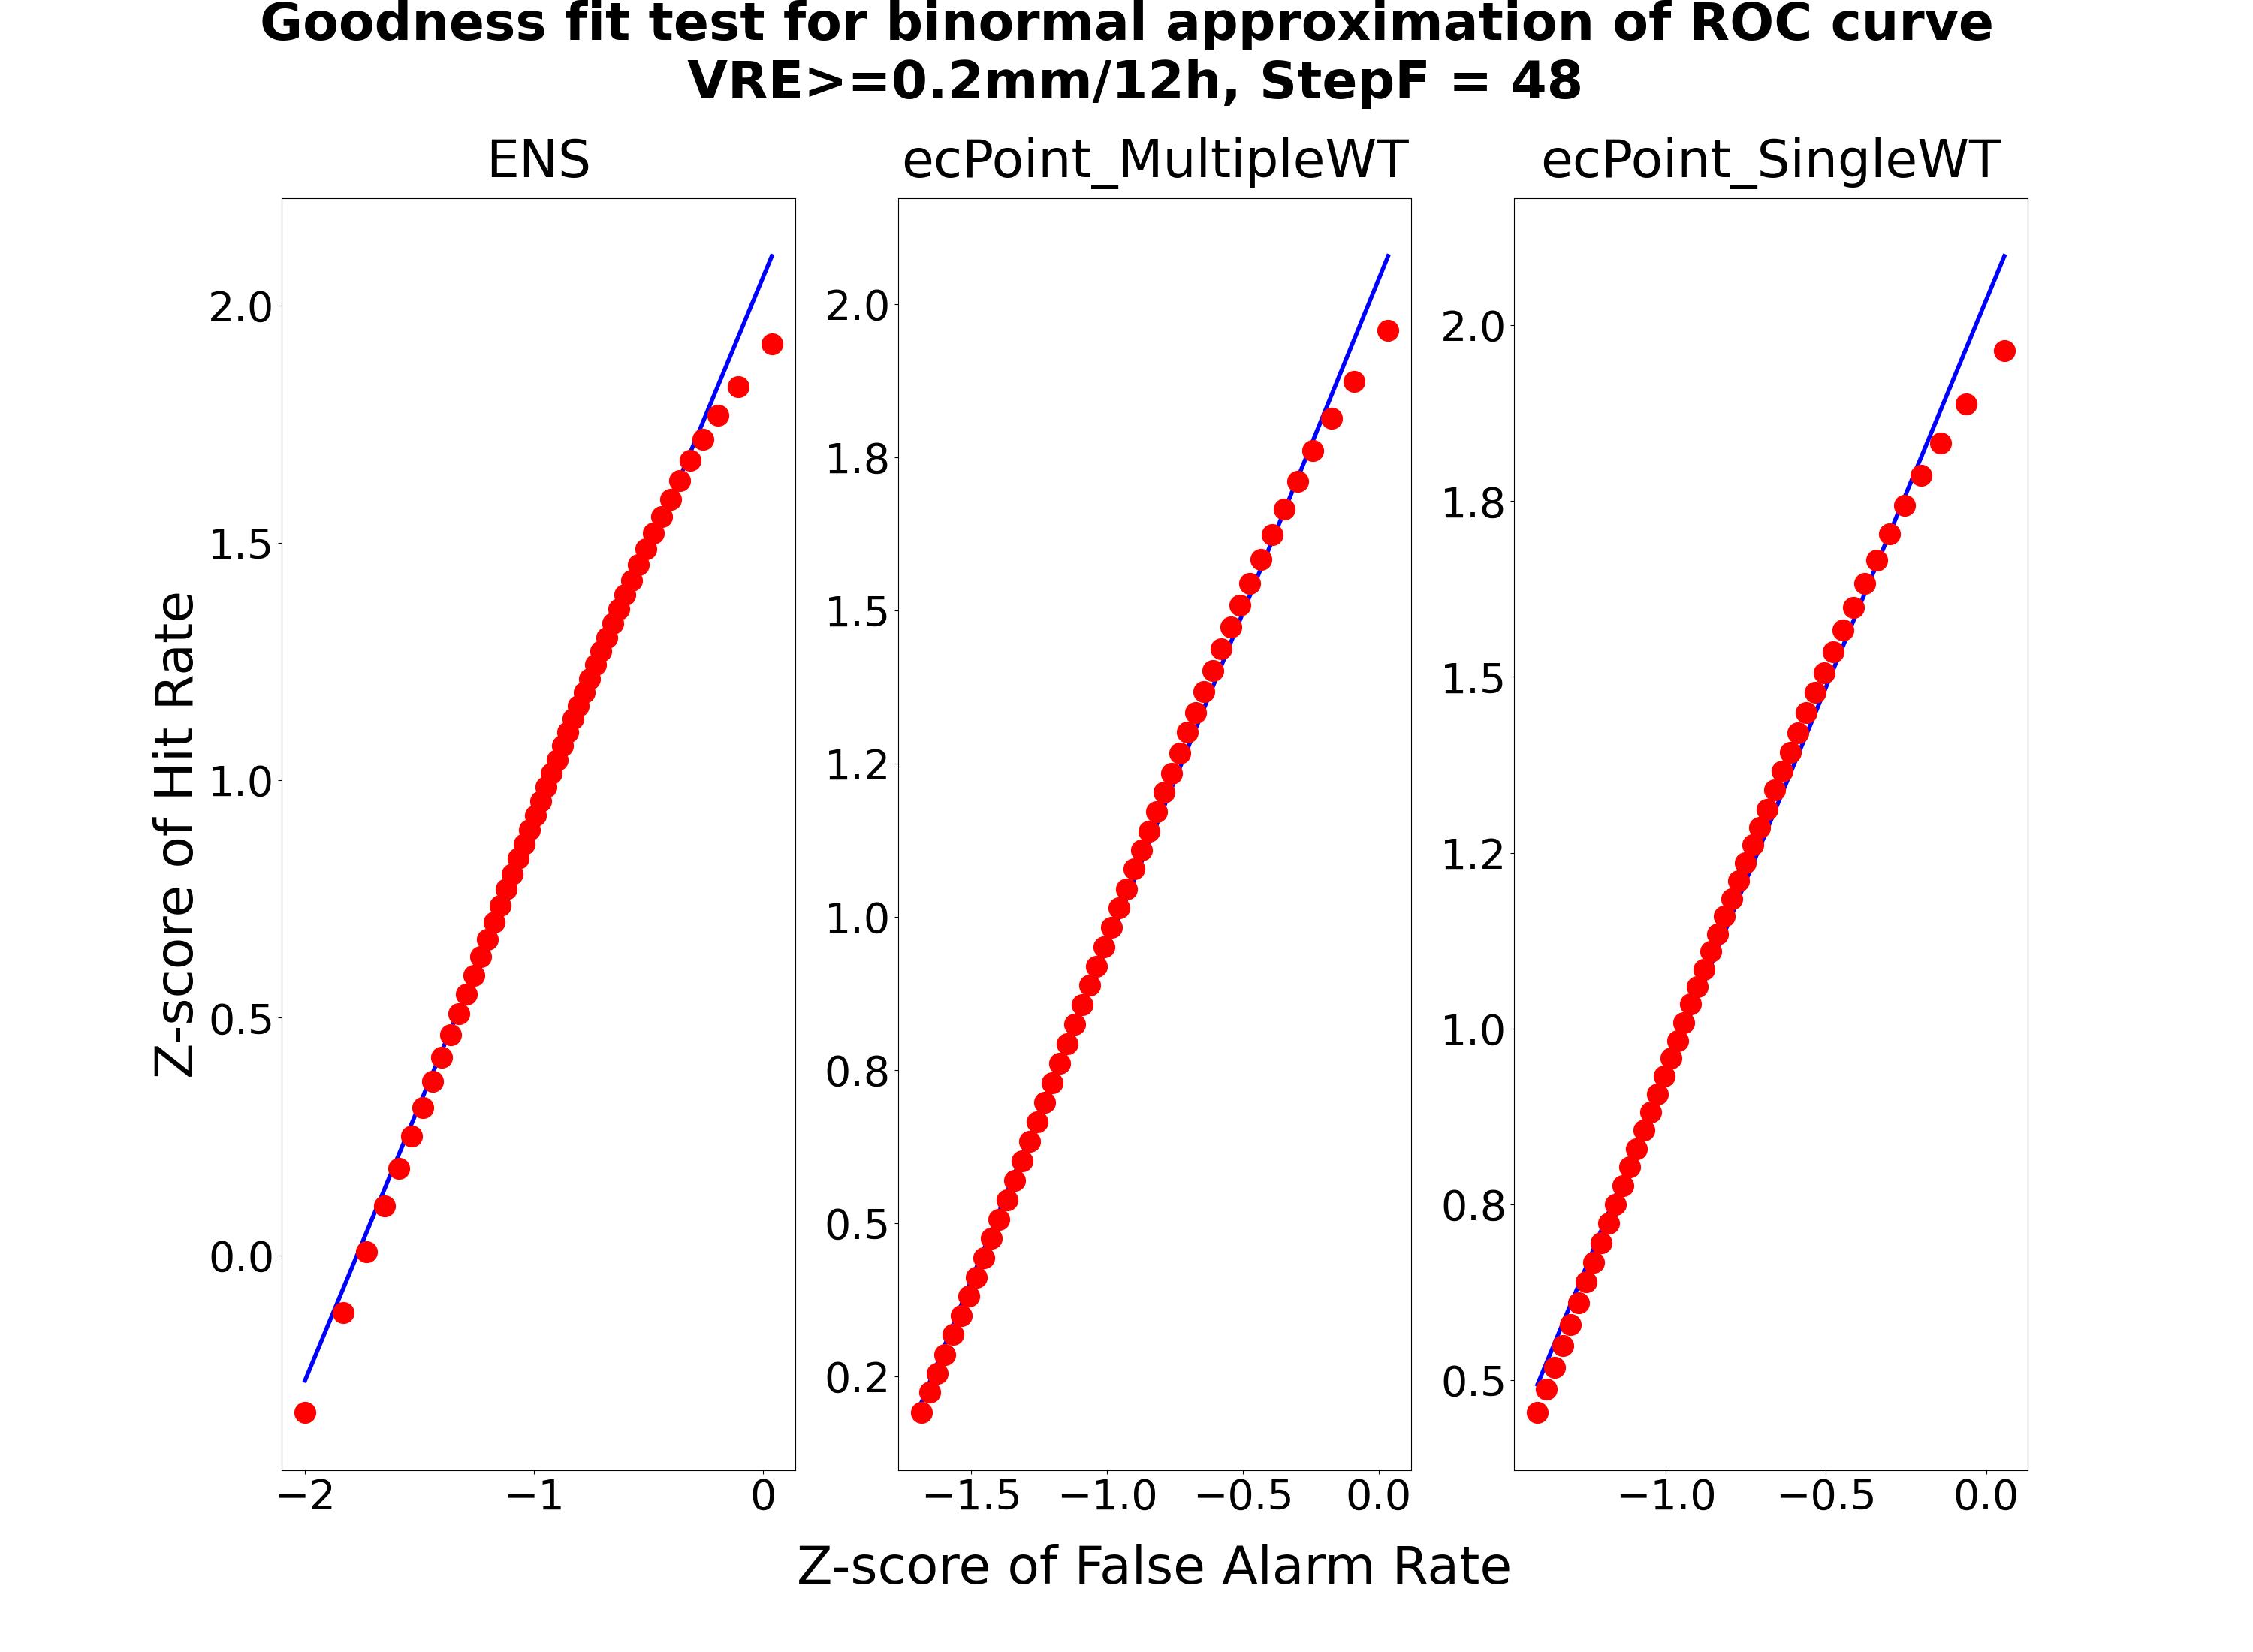 Goodness fit test for binormal approximation of ROC curve
VRE>=0.2mm/12h, StepF = 48
ENS
ecPoint_MultipleWT
ecPoint_SingleWT
Z-score of Hit Rate
2.0
1.5
1.0
0.5
0.0
−2 −1 0
2.0
1.8
1.5
1.2
1.0
0.8
0.5
0.2
−1.5 −1.0 −0.5 0.0
2.0
1.8
1.5
1.2
1.0
0.8
0.5
−1.0 −0.5 0.0
Z-score of False Alarm Rate